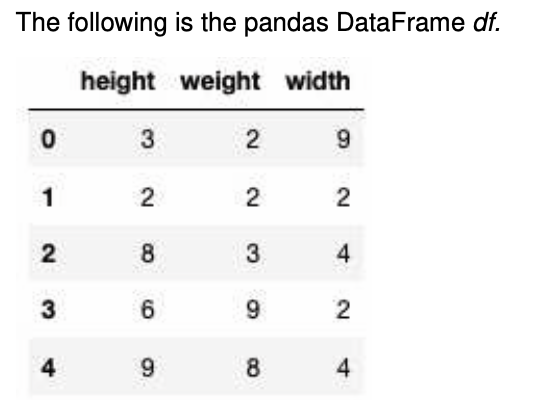 The following is the pandas DataFrame df.
height weight width
0 3 2 9
1 2 2 2
2 8 3 4
3 6 9 2
4 9 8 4